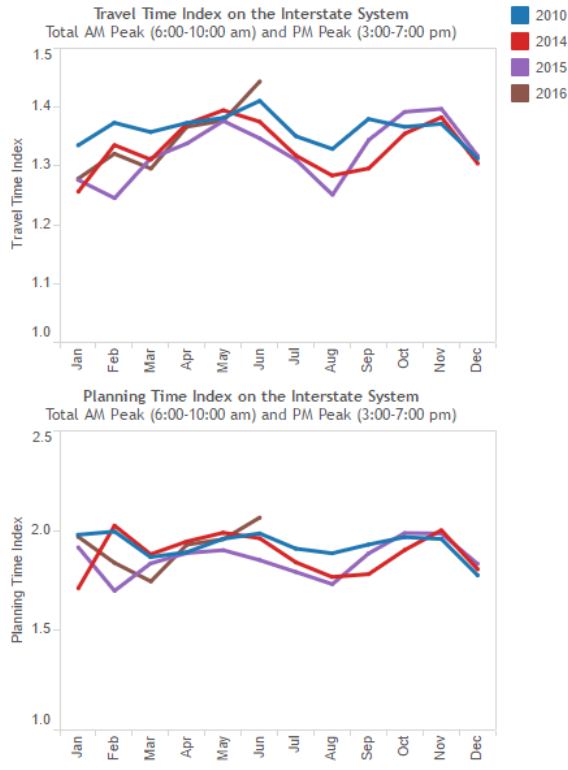 Travel Time Index on the Interstate System
Total AM Peak (6:00-10:00 am) and PM Peak (3:00-7:00 pm)
2010
2014
2015
2016
1.5
1.4
1.3
1.2
1.1
1.0
Travel Time Index
Jan
Feb
Mar
Apr
May
Jun
Jul
Aug
Sep
Oct
Nov
Dec
Planning Time Index on the Interstate System
Total AM Peak (6:00-10:00 am) and PM Peak (3:00-7:00 pm)
2.5
2.0
1.5
1.0
Planning Time Index
Jan
Feb
Mar
Apr
May
Jun
Jul
Aug
Sep
Oct
Nov
Dec